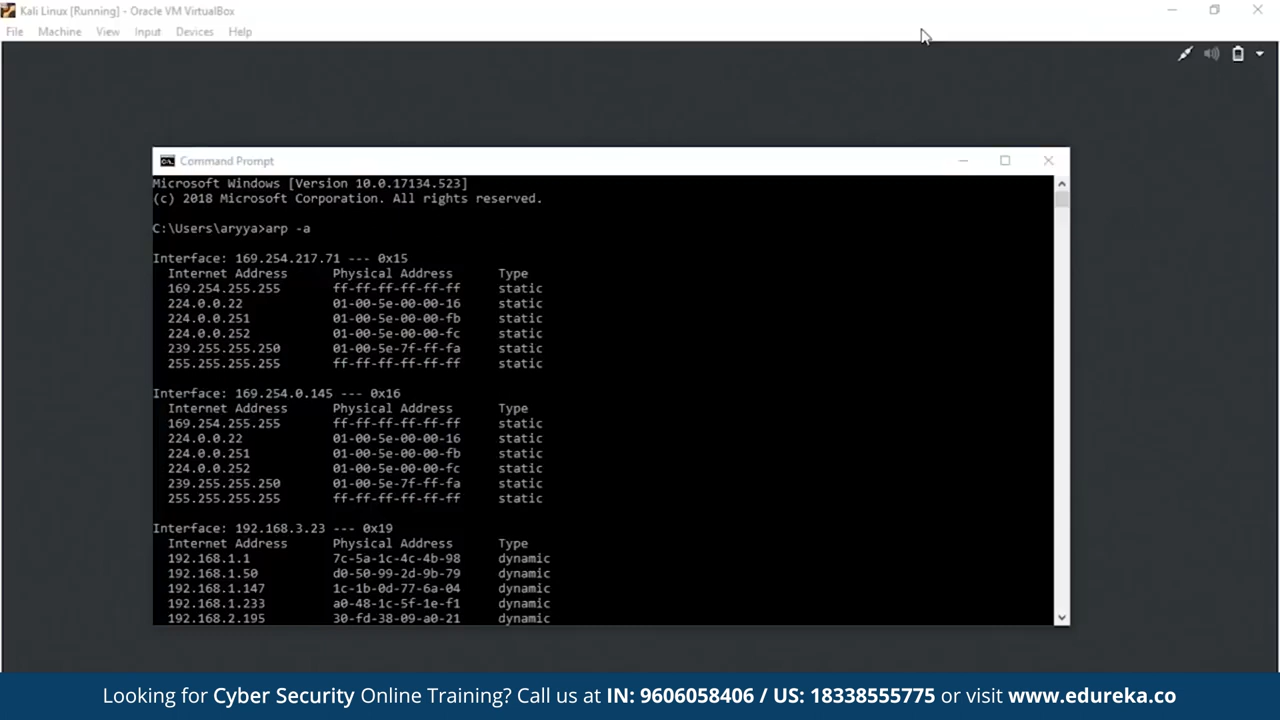 Kali Linux [Running] - Oracle VM VirtualBox
File Machine View Input Devices Help
Command Prompt
Microsoft Windows [Version 10.0.17134.523]
(c) 2018 Microsoft Corporation. All rights reserved.
C:\Users\aryya>arp -a
Interface: 169.254.217.71 --- 0x15
Internet Address Physical Address Type
169.254.255.255 ff-ff-ff-ff-ff-ff static
224.0.0.22 01-00-5e-00-00-16 static
224.0.0.251 01-00-5e-00-00-fb static
224.0.0.252 01-00-5e-00-00-fc static
239.255.255.250 01-00-5e-7f-ff-fa static
255.255.255.255 ff-ff-ff-ff-ff-ff static
Interface: 169.254.0.145 --- 0x16
Internet Address Physical Address Type
169.254.255.255 ff-ff-ff-ff-ff-ff static
224.0.0.22 01-00-5e-00-00-16 static
224.0.0.251 01-00-5e-00-00-fb static
224.0.0.252 01-00-5e-00-00-fc static
239.255.255.250 01-00-5e-7f-ff-fa static
255.255.255.255 ff-ff-ff-ff-ff-ff static
Interface: 192.168.3.23 --- 0x19
Internet Address Physical Address Type
192.168.1.1 7c-5a-1c-4c-4b-98 dynamic
192.168.1.50 d0-50-99-2d-9b-79 dynamic
192.168.1.147 1c-1b-0d-77-6a-04 dynamic
192.168.1.233 a0-48-1c-5f-1e-f1 dynamic
192.168.2.195 30-fd-38-09-a0-21 dynamic
Looking for Cyber Security Online Training? Call us at IN: 9606058406 / US: 18338555775 or visit www.edureka.co